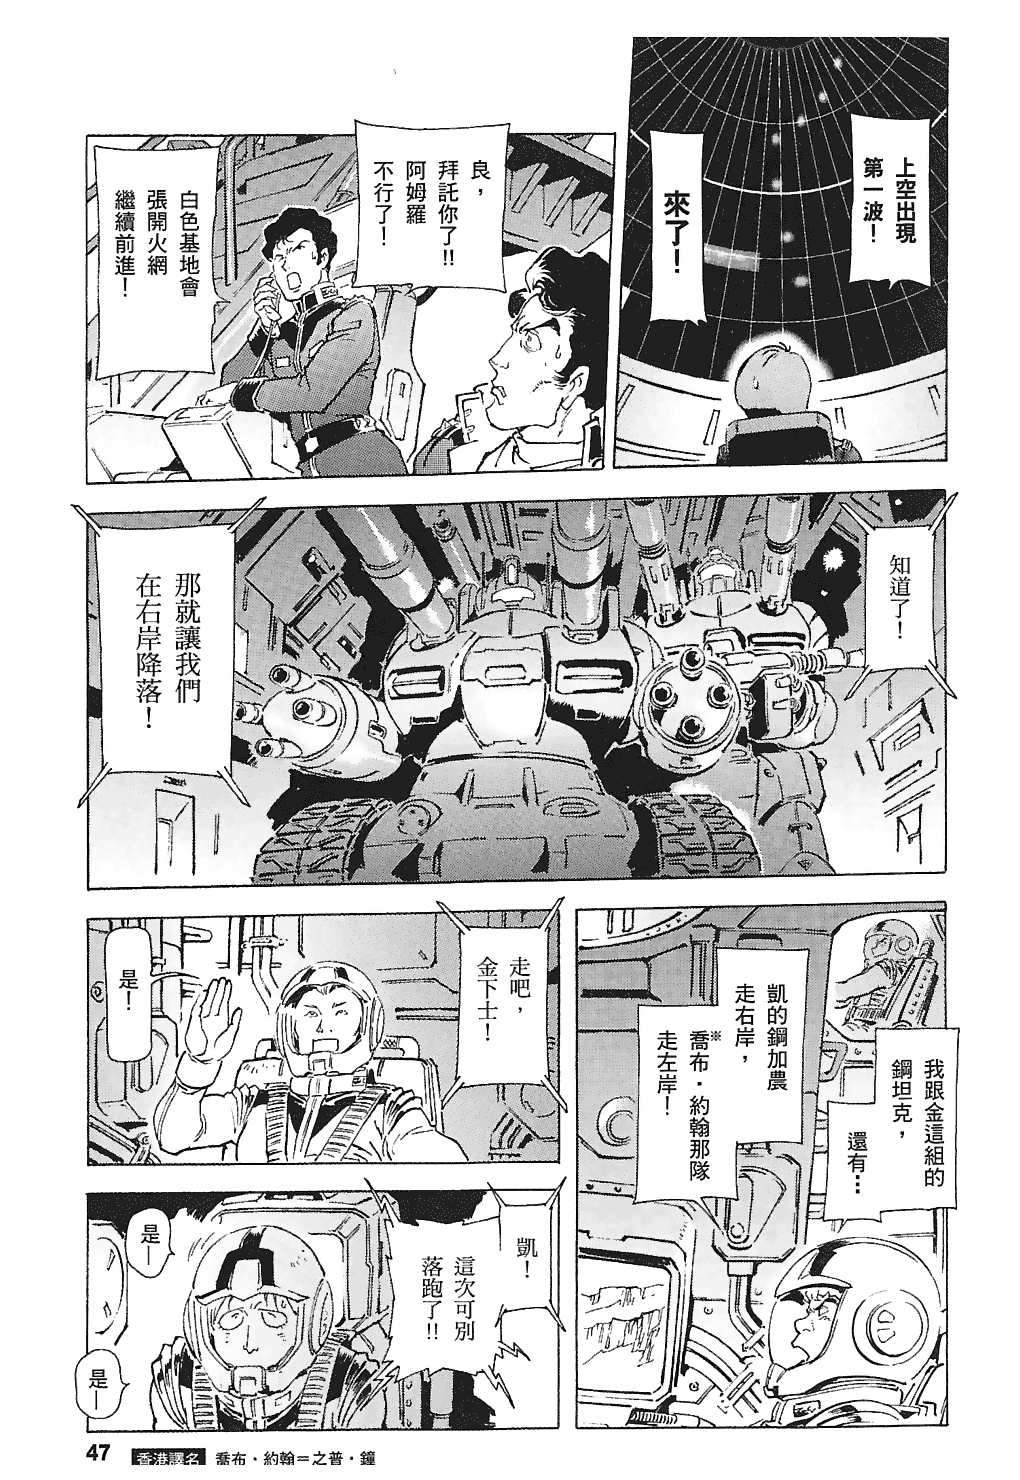 上空出現
第一波！
來了！
良，
拜託你了!!
阿姆羅
不行了！
白色基地會
張開火網
繼續前進！
知道了！
那就讓我們
在右岸降落！
我跟金這組的
鋼坦克，
還有…
凱的鋼加農
走右岸，
※
喬布·約翰那隊
走左岸！
走吧，
金下士！
是！
凱！
這次可別
落跑了!!
是—
是—
47
香港譯名
喬布·約翰＝之普·鐘